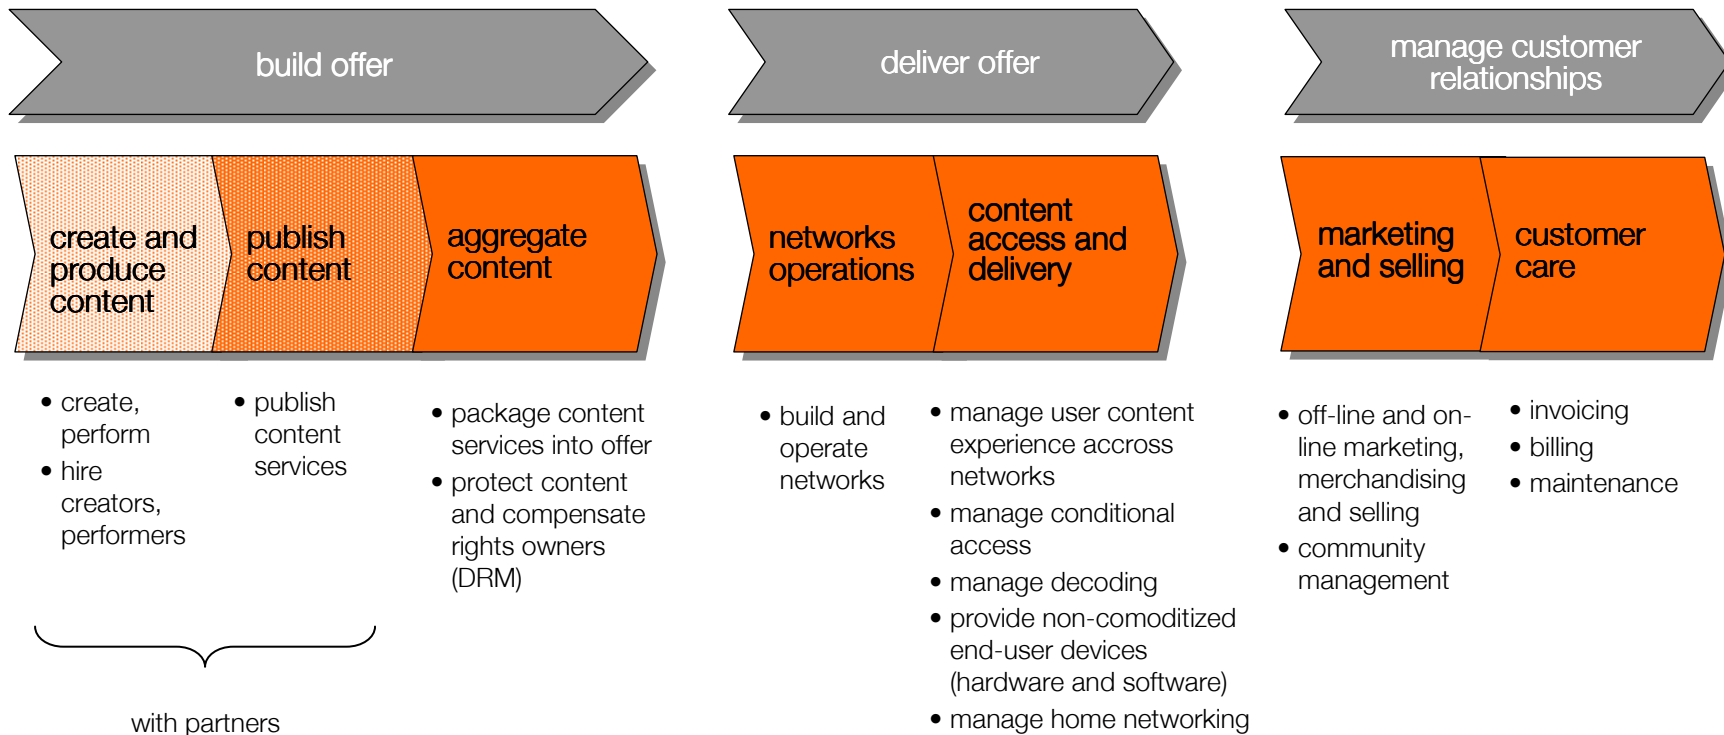 build offer
deliver offer
manage customer
relationships
create and
produce
content
publish
content
aggregate
content
networks
operations
content
access and
delivery
marketing
and selling
customer
care
• create,
perform
• hire
creators,
performers
• publish
content
services
• package content
services into offer
• protect content
and compensate
rights owners
(DRM)
• build and
operate
networks
• manage user content
experience accross
networks
• manage conditional
access
• manage decoding
• provide non-comoditized
end-user devices
(hardware and software)
• manage home networking
• off-line and on-
line marketing,
merchandising
and selling
• community
management
• invoicing
• billing
• maintenance
with partners